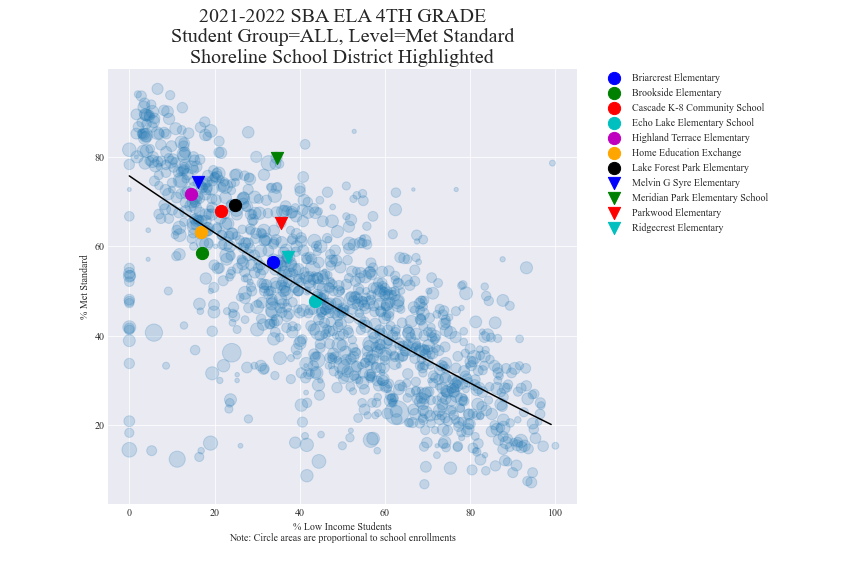 2021-2022 SBA ELA 4TH GRADE
Student Group=ALL, Level=Met Standard
Shoreline School District Highlighted
% Met Standard
80
60
40
20
0
20
40
60
80
100
% Low Income Students
Note: Circle areas are proportional to school enrollments
Briarcrest Elementary
Brookside Elementary
Cascade K-8 Community School
Echo Lake Elementary School
Highland Terrace Elementary
Home Education Exchange
Lake Forest Park Elementary
Melvin G Syre Elementary
Meridian Park Elementary School
Parkwood Elementary
Ridgecrest Elementary